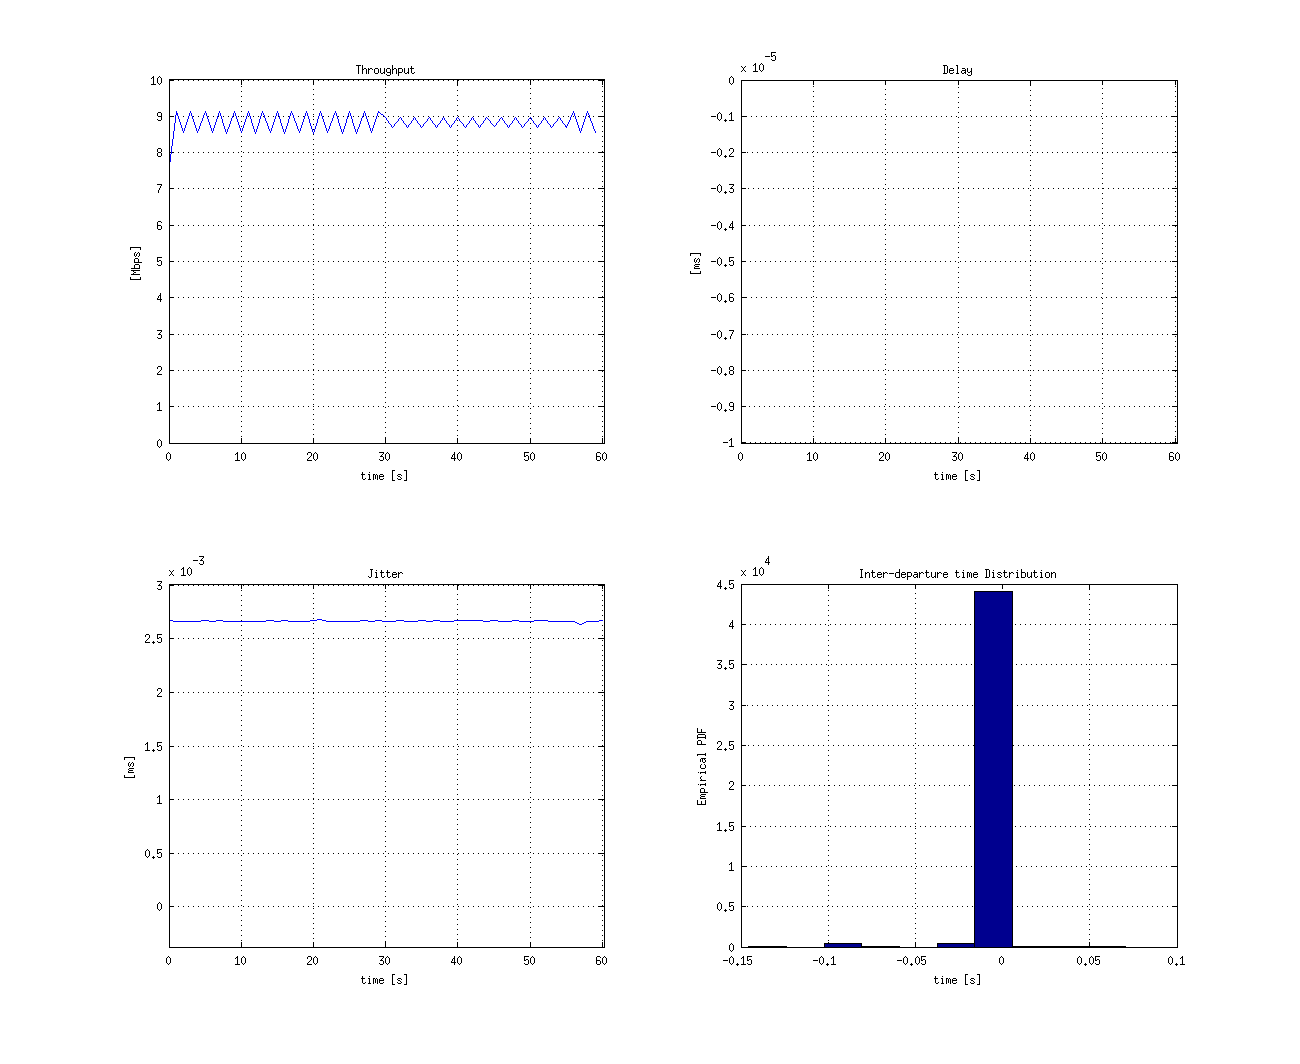 Throughput
10
9
8
7
6
5
4
3
2
1
0
[Mbps]
0 10 20 30 40 50 60
time [s]
x 10^-5
Delay
0
-0.1
-0.2
-0.3
-0.4
-0.5
-0.6
-0.7
-0.8
-0.9
-1
[ms]
0 10 20 30 40 50 60
time [s]
x 10^-3
Jitter
3
2.5
2
1.5
1
0.5
0
[ms]
0 10 20 30 40 50 60
time [s]
x 10^4
Inter-departure time Distribution
4.5
4
3.5
3
2.5
2
1.5
1
0.5
0
Empirical PDF
-0.15 -0.1 -0.05 0 0.05 0.1
time [s]